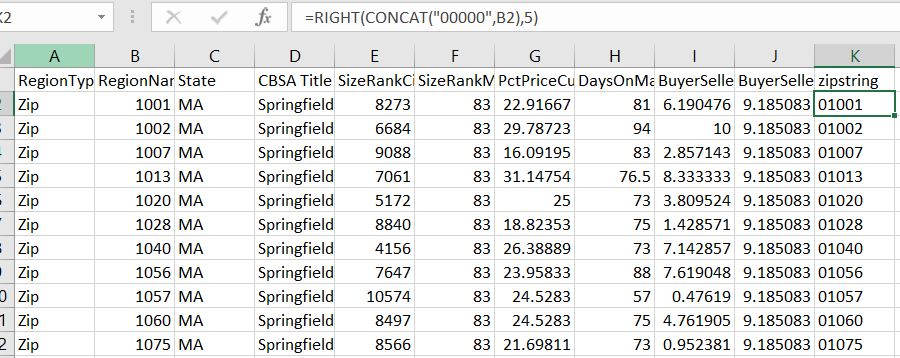 K2 fx =RIGHT(CONCAT("00000",B2),5)
A B C D E F G H I J K
RegionTyp RegionNar State CBSA Title SizeRankCi SizeRankM PctPriceCu DaysOnMa BuyerSelle BuyerSelle zipstring
2 Zip 1001 MA Springfield 8273 83 22.91667 81 6.190476 9.185083 01001
3 Zip 1002 MA Springfield 6684 83 29.78723 94 10 9.185083 01002
4 Zip 1007 MA Springfield 9088 83 16.09195 83 2.857143 9.185083 01007
5 Zip 1013 MA Springfield 7061 83 31.14754 76.5 8.333333 9.185083 01013
6 Zip 1020 MA Springfield 5172 83 25 73 3.809524 9.185083 01020
7 Zip 1028 MA Springfield 8840 83 18.82353 75 1.428571 9.185083 01028
8 Zip 1040 MA Springfield 4156 83 26.38889 73 7.142857 9.185083 01040
9 Zip 1056 MA Springfield 7647 83 23.95833 88 7.619048 9.185083 01056
0 Zip 1057 MA Springfield 10574 83 24.5283 57 0.47619 9.185083 01057
1 Zip 1060 MA Springfield 8497 83 24.5283 75 4.761905 9.185083 01060
2 Zip 1075 MA Springfield 8566 83 21.69811 73 0.952381 9.185083 01075